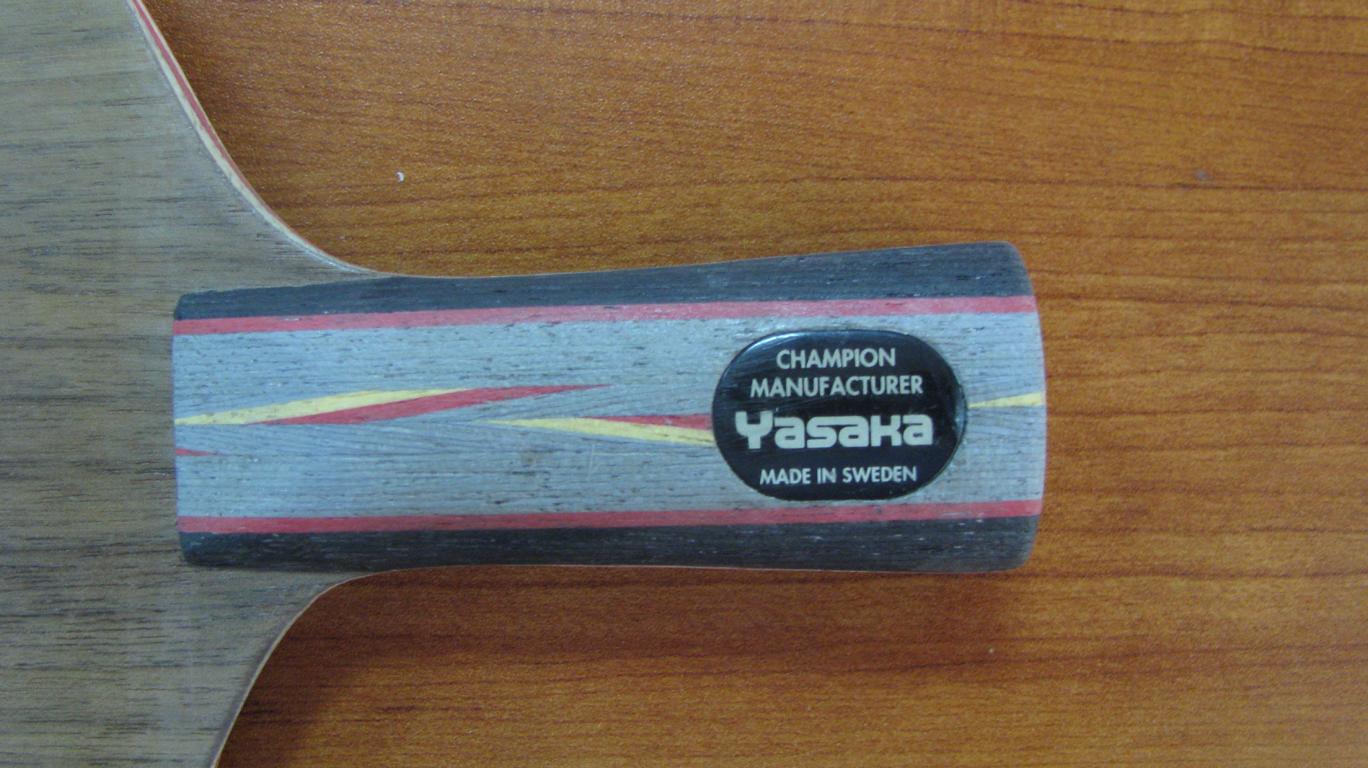 CHAMPION
MANUFACTURER
Yasaka
MADE IN SWEDEN